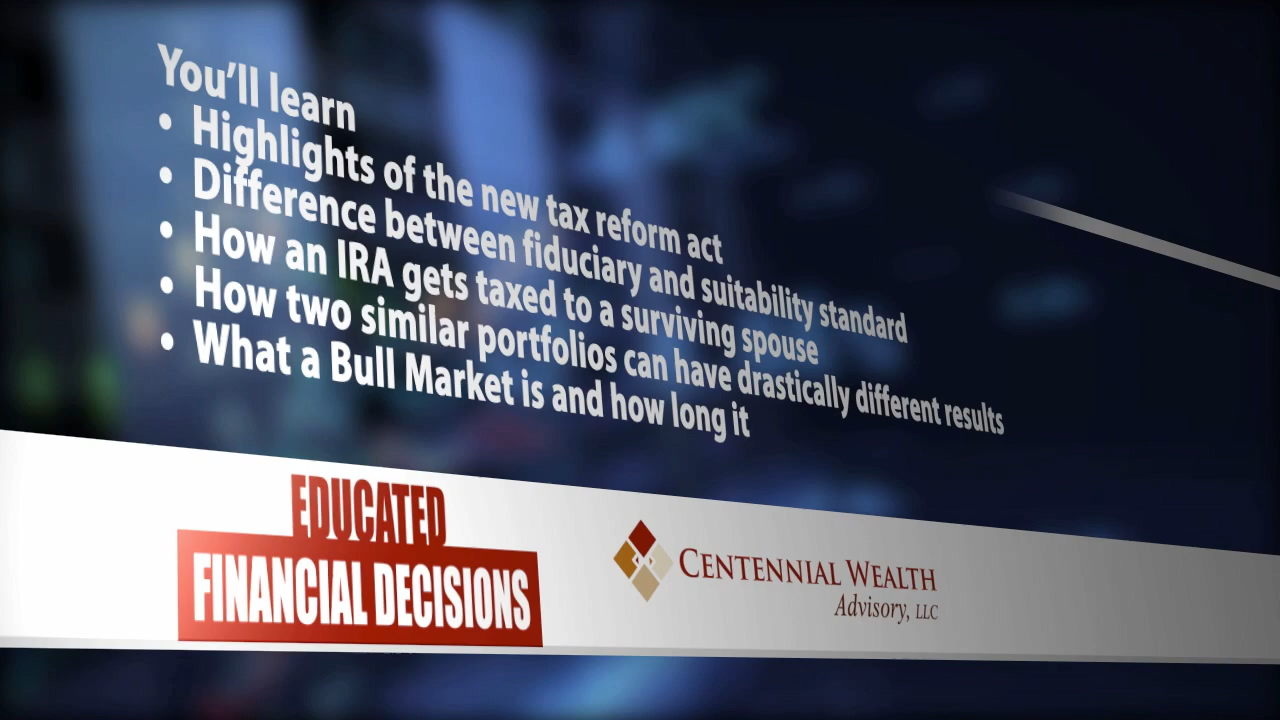 You'll learn
• Highlights of the new tax reform act
• Difference between fiduciary and suitability standard
• How an IRA gets taxed to a surviving spouse
• How two similar portfolios can have drastically different results
• What a Bull Market is and how long it
EDUCATED
FINANCIAL DECISIONS
CENTENNIAL WEALTH
Advisory, LLC